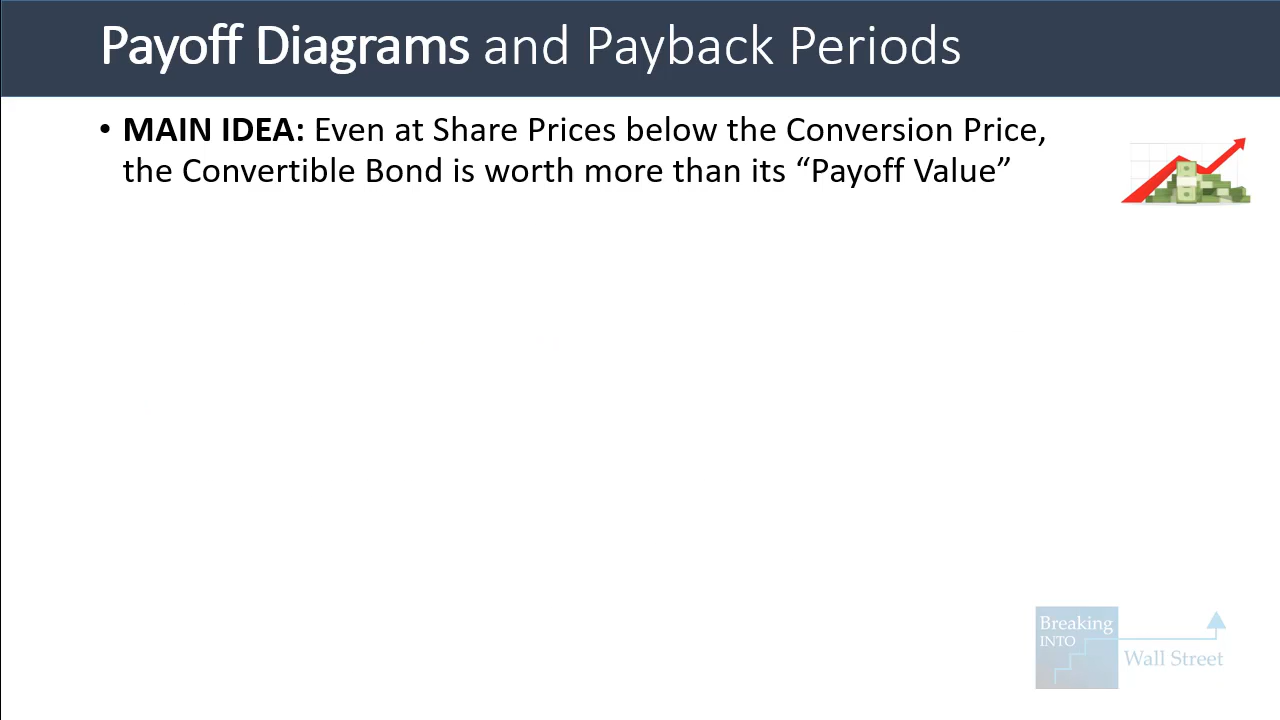 Payoff Diagrams and Payback Periods
• MAIN IDEA: Even at Share Prices below the Conversion Price,
the Convertible Bond is worth more than its “Payoff Value”
Breaking
INTO
Wall Street